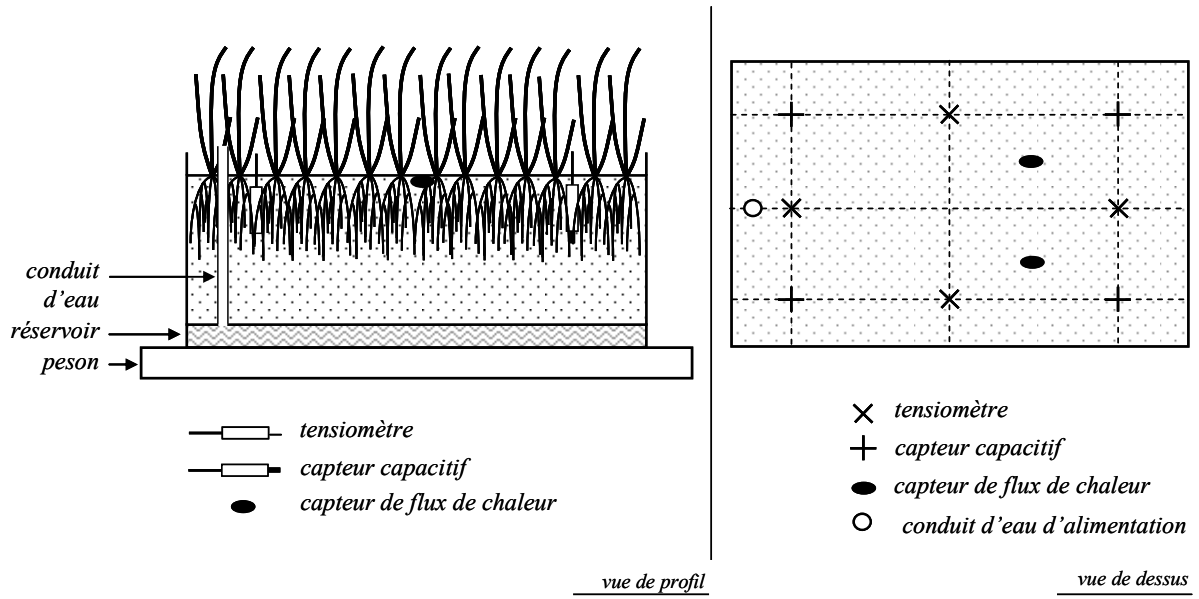 conduit
d'eau
réservoir
peson
tensiomètre
capteur capacitif
capteur de flux de chaleur
vue de profil
tensiomètre
capteur capacitif
capteur de flux de chaleur
conduit d'eau d'alimentation
vue de dessus